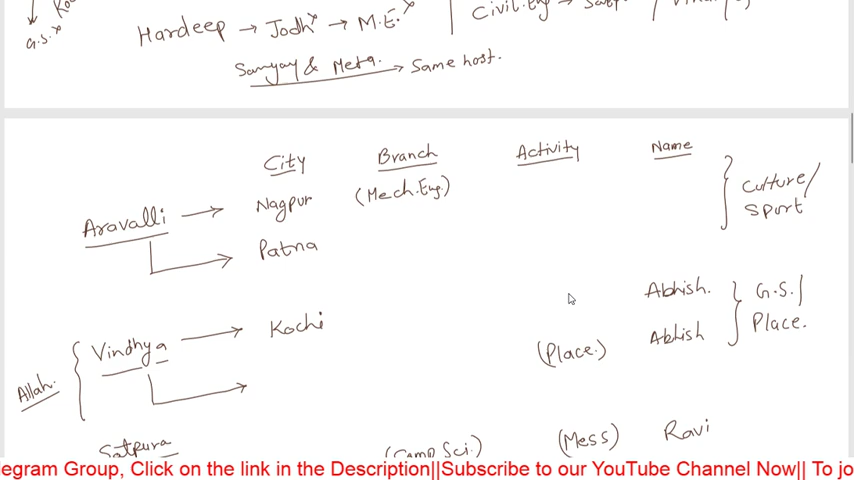 G.S.x
Hardeep → Jodhx → M.E.x
Civil.Eng →
Sanjay & Meta. → Same host.
City Branch Activity Name
Aravalli → Nagpur (Mech.Eng.)
Culture/
Sport
Patna
Abhish. G.S./
Vindhya → Kochi
Abhish Place.
(Place.)
Allah.
Satpura (Comp Sci.) (Mess) Ravi
elegram Group, Click on the link in the Description||Subscribe to our YouTube Channel Now|| To jo